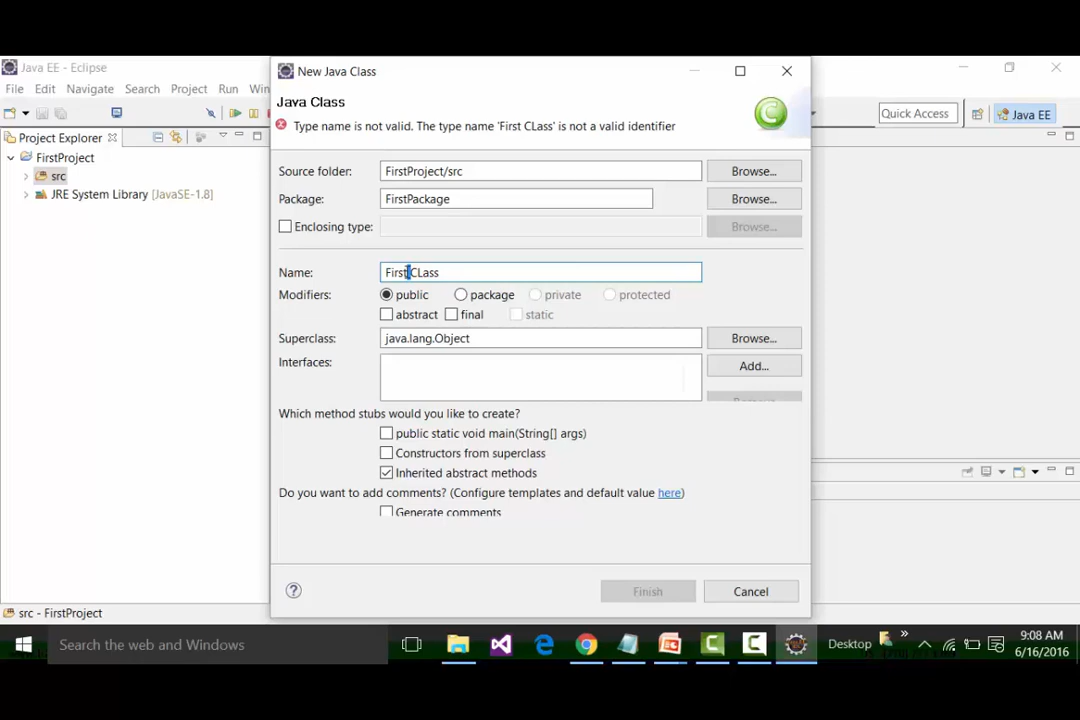 Java EE - Eclipse
New Java Class
File Edit Navigate Search Project Run Win
Java Class
Type name is not valid. The type name 'First CLass' is not a valid identifier
Quick Access
Java EE
Project Explorer
FirstProject
src
JRE System Library [JavaSE-1.8]
Source folder: FirstProject/src Browse...
Package: FirstPackage Browse...
Enclosing type: Browse...
Name: First CLass
Modifiers: public package private protected
abstract final static
Superclass: java.lang.Object Browse...
Interfaces: Add...
Which method stubs would you like to create?
public static void main(String[] args)
Constructors from superclass
Inherited abstract methods
Do you want to add comments? (Configure templates and default value here)
Generate comments
Finish Cancel
src - FirstProject
Search the web and Windows
Desktop
9:08 AM
6/16/2016